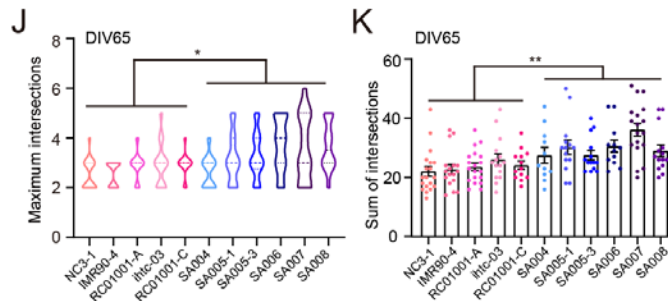 J
DIV65
*
Maximum intersections
8
6
4
2
0
NC3-1
IMR90-4
RC01001-A
ihtc-03
RC01001-C
SA004
SA005-1
SA005-3
SA006
SA007
SA008
K
DIV65
**
Sum of intersections
60
40
20
0
NC3-1
IMR90-4
RC01001-A
ihtc-03
RC01001-C
SA004
SA005-1
SA005-3
SA006
SA007
SA008